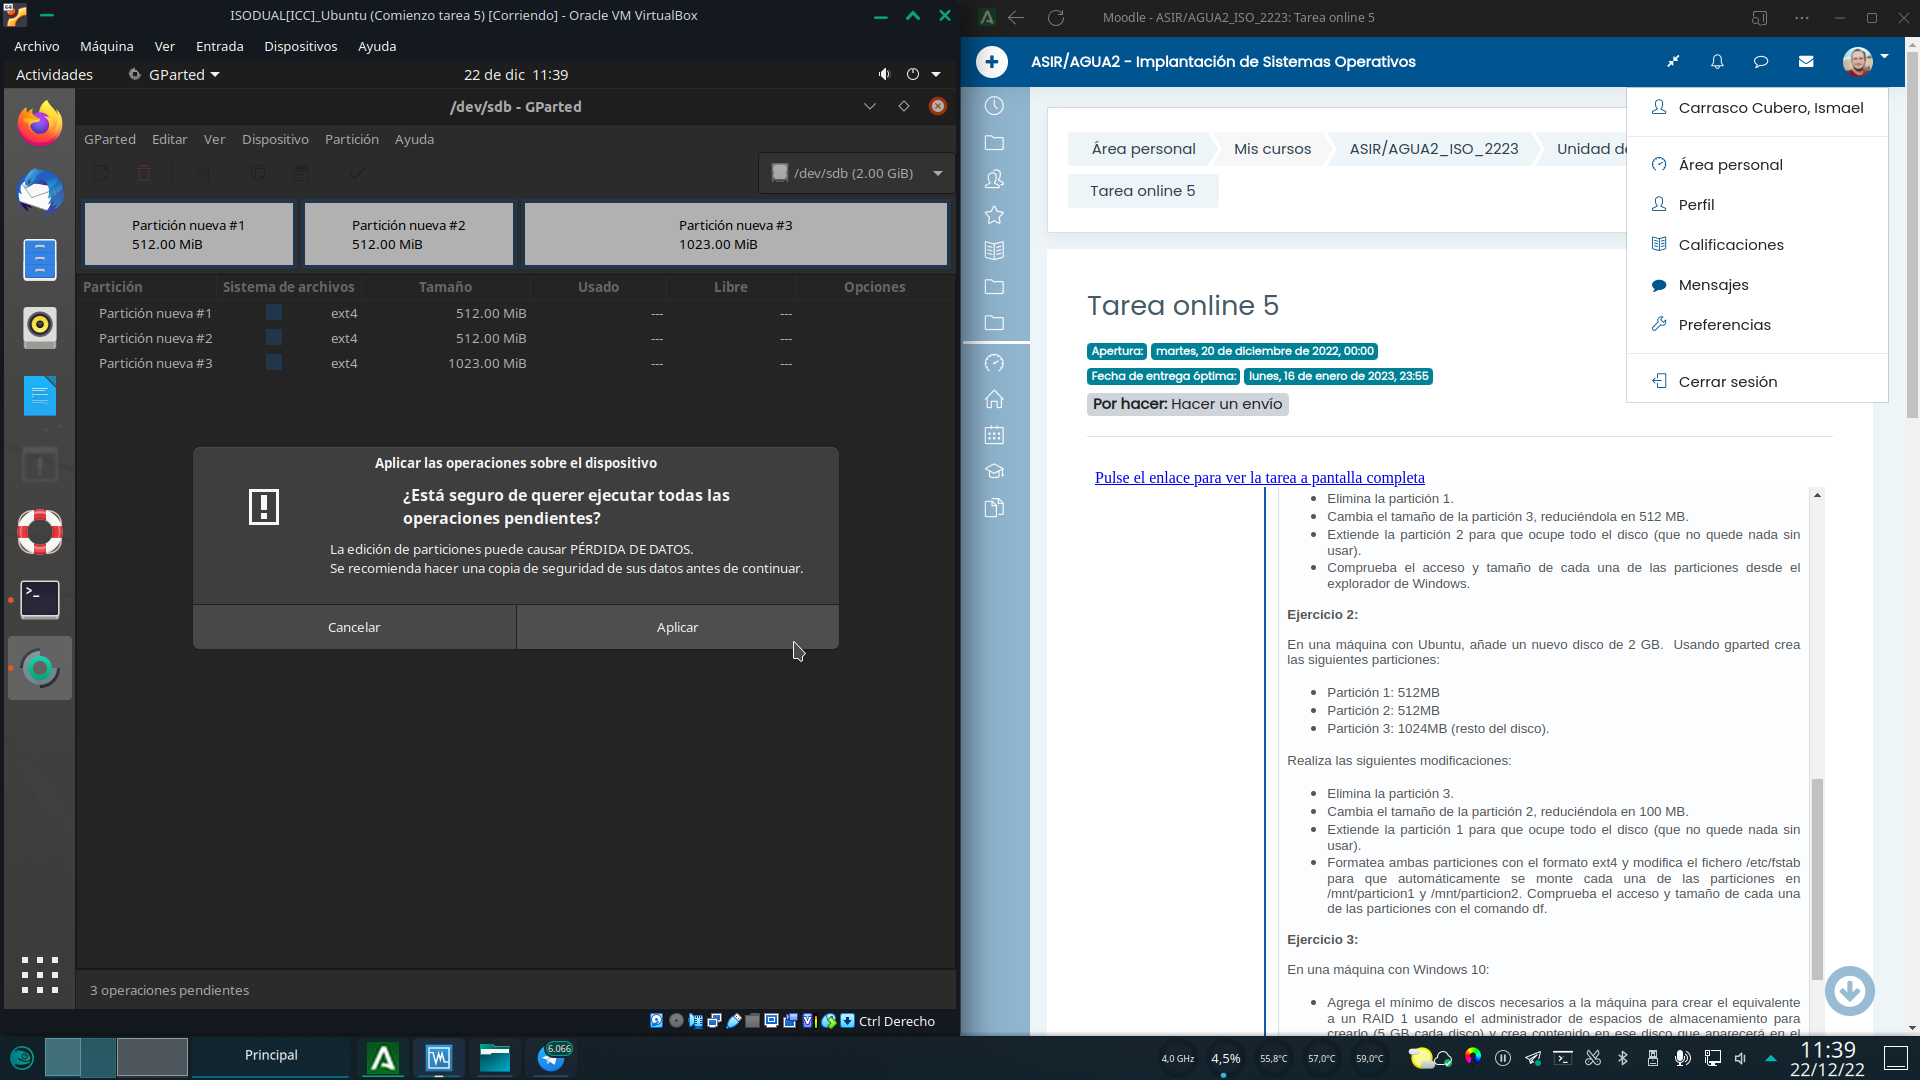 ISODUAL[ICC]_Ubuntu (Comienzo tarea 5) [Corriendo] - Oracle VM VirtualBox
Archivo Máquina Ver Entrada Dispositivos Ayuda
Actividades GParted 22 de dic 11:39
/dev/sdb - GParted
GParted Editar Ver Dispositivo Partición Ayuda
/dev/sdb (2.00 GiB)
Partición nueva #1
512.00 MiB
Partición nueva #2
512.00 MiB
Partición nueva #3
1023.00 MiB
Partición Sistema de archivos Tamaño Usado Libre Opciones
Partición nueva #1 ext4 512.00 MiB --- ---
Partición nueva #2 ext4 512.00 MiB --- ---
Partición nueva #3 ext4 1023.00 MiB --- ---
Aplicar las operaciones sobre el dispositivo
¿Está seguro de querer ejecutar todas las
operaciones pendientes?
La edición de particiones puede causar PÉRDIDA DE DATOS.
Se recomienda hacer una copia de seguridad de sus datos antes de continuar.
Cancelar Aplicar
3 operaciones pendientes
Ctrl Derecho
Moodle - ASIR/AGUA2_ISO_2223: Tarea online 5
ASIR/AGUA2 - Implantación de Sistemas Operativos
Carrasco Cubero, Ismael
Área personal
Perfil
Calificaciones
Mensajes
Preferencias
Cerrar sesión
Área personal Mis cursos ASIR/AGUA2_ISO_2223 Unidad de
Tarea online 5
Tarea online 5
Apertura: martes, 20 de diciembre de 2022, 00:00
Fecha de entrega óptima: lunes, 16 de enero de 2023, 23:55
Por hacer: Hacer un envío
Pulse el enlace para ver la tarea a pantalla completa
Elimina la partición 1.
Cambia el tamaño de la partición 3, reduciéndola en 512 MB.
Extiende la partición 2 para que ocupe todo el disco (que no quede nada sin
usar).
Comprueba el acceso y tamaño de cada una de las particiones desde el
explorador de Windows.
Ejercicio 2:
En una máquina con Ubuntu, añade un nuevo disco de 2 GB. Usando gparted crea
las siguientes particiones:
Partición 1: 512MB
Partición 2: 512MB
Partición 3: 1024MB (resto del disco).
Realiza las siguientes modificaciones:
Elimina la partición 3.
Cambia el tamaño de la partición 2, reduciéndola en 100 MB.
Extiende la partición 1 para que ocupe todo el disco (que no quede nada sin
usar).
Formatea ambas particiones con el formato ext4 y modifica el fichero /etc/fstab
para que automáticamente se monte cada una de las particiones en
/mnt/particion1 y /mnt/particion2. Comprueba el acceso y tamaño de cada una
de las particiones con el comando df.
Ejercicio 3:
En una máquina con Windows 10:
Agrega el mínimo de discos necesarios a la máquina para crear el equivalente
a un RAID 1 usando el administrador de espacios de almacenamiento para
crearlo (5 GB cada disco) y crea contenido en ese disco que aparecerá en el
Principal
6.066
4,0 GHz 4,5% 55,8°C 57,0°C 59,0°C
11:39
22/12/22